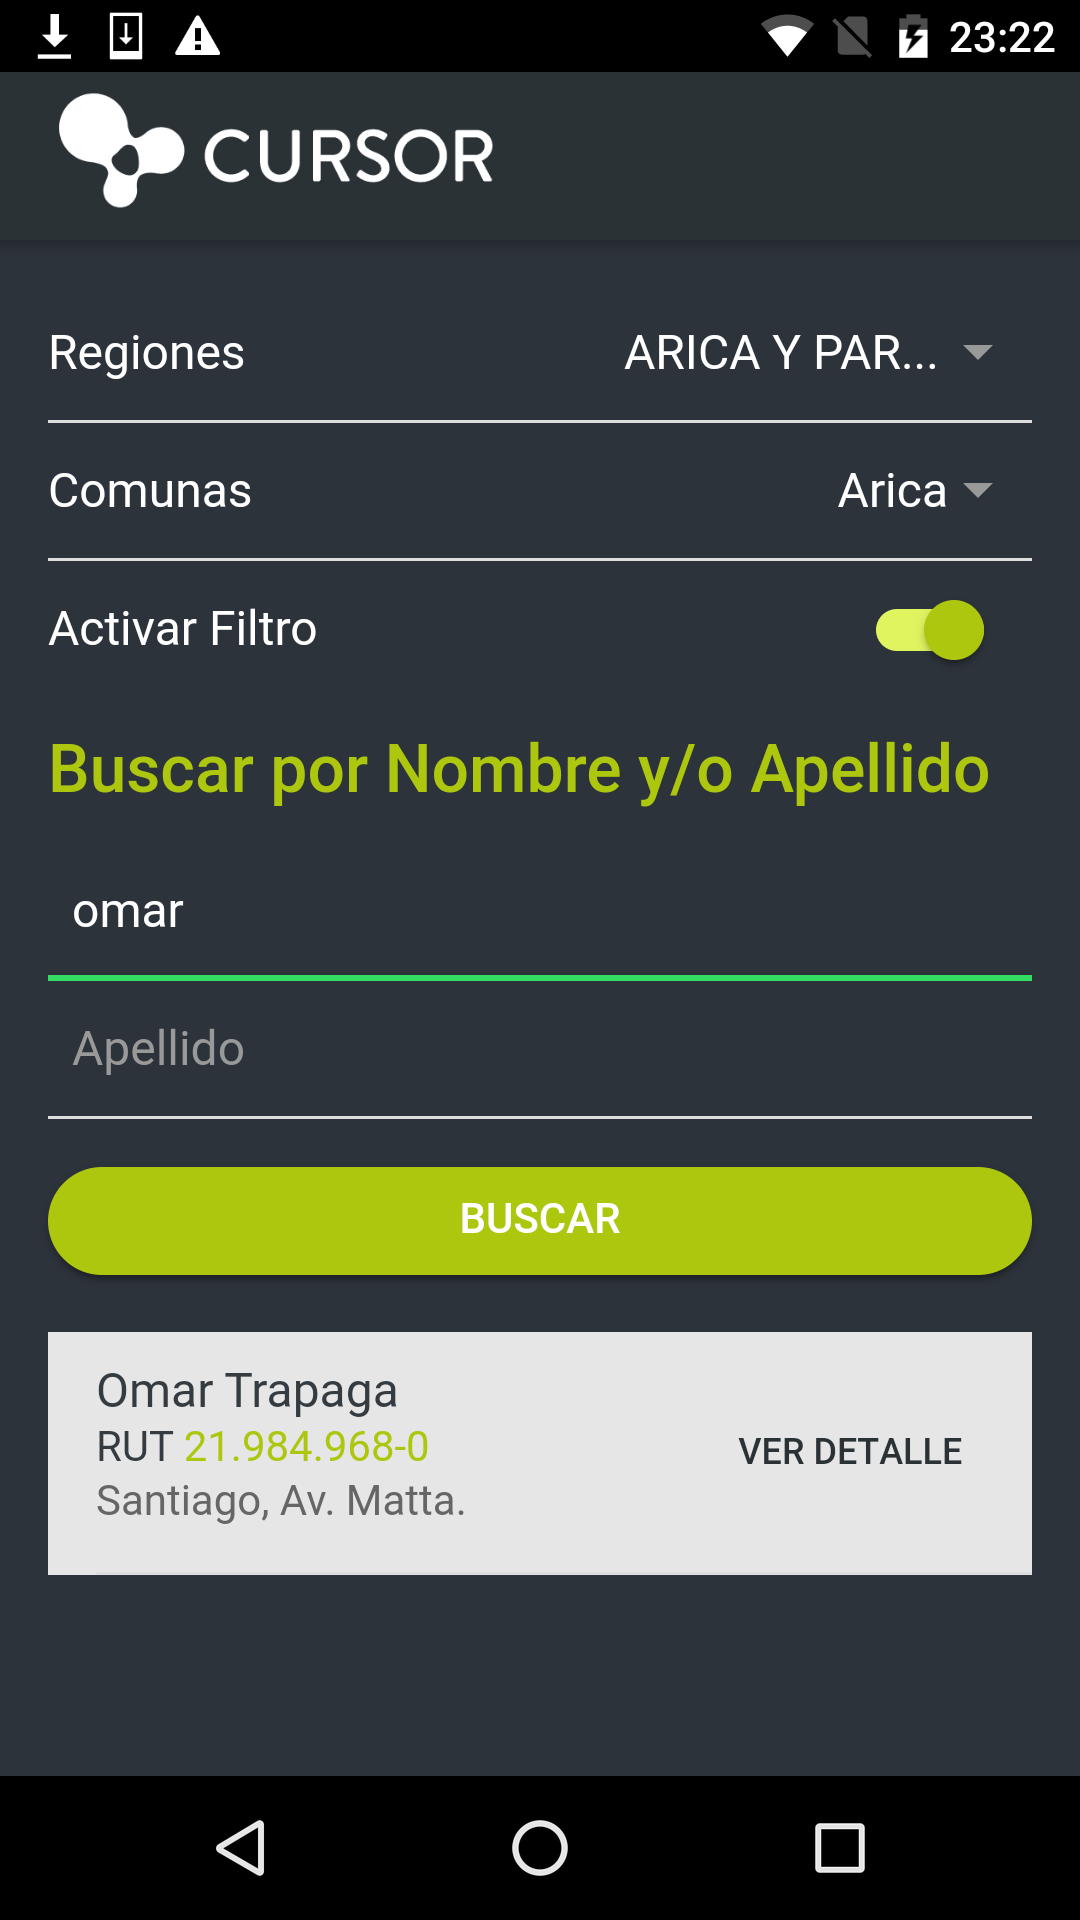 23:22
CURSOR
Regiones ARICA Y PAR...
Comunas Arica
Activar Filtro
Buscar por Nombre y/o Apellido
omar
Apellido
BUSCAR
Omar Trapaga
RUT 21.984.968-0
VER DETALLE
Santiago, Av. Matta.